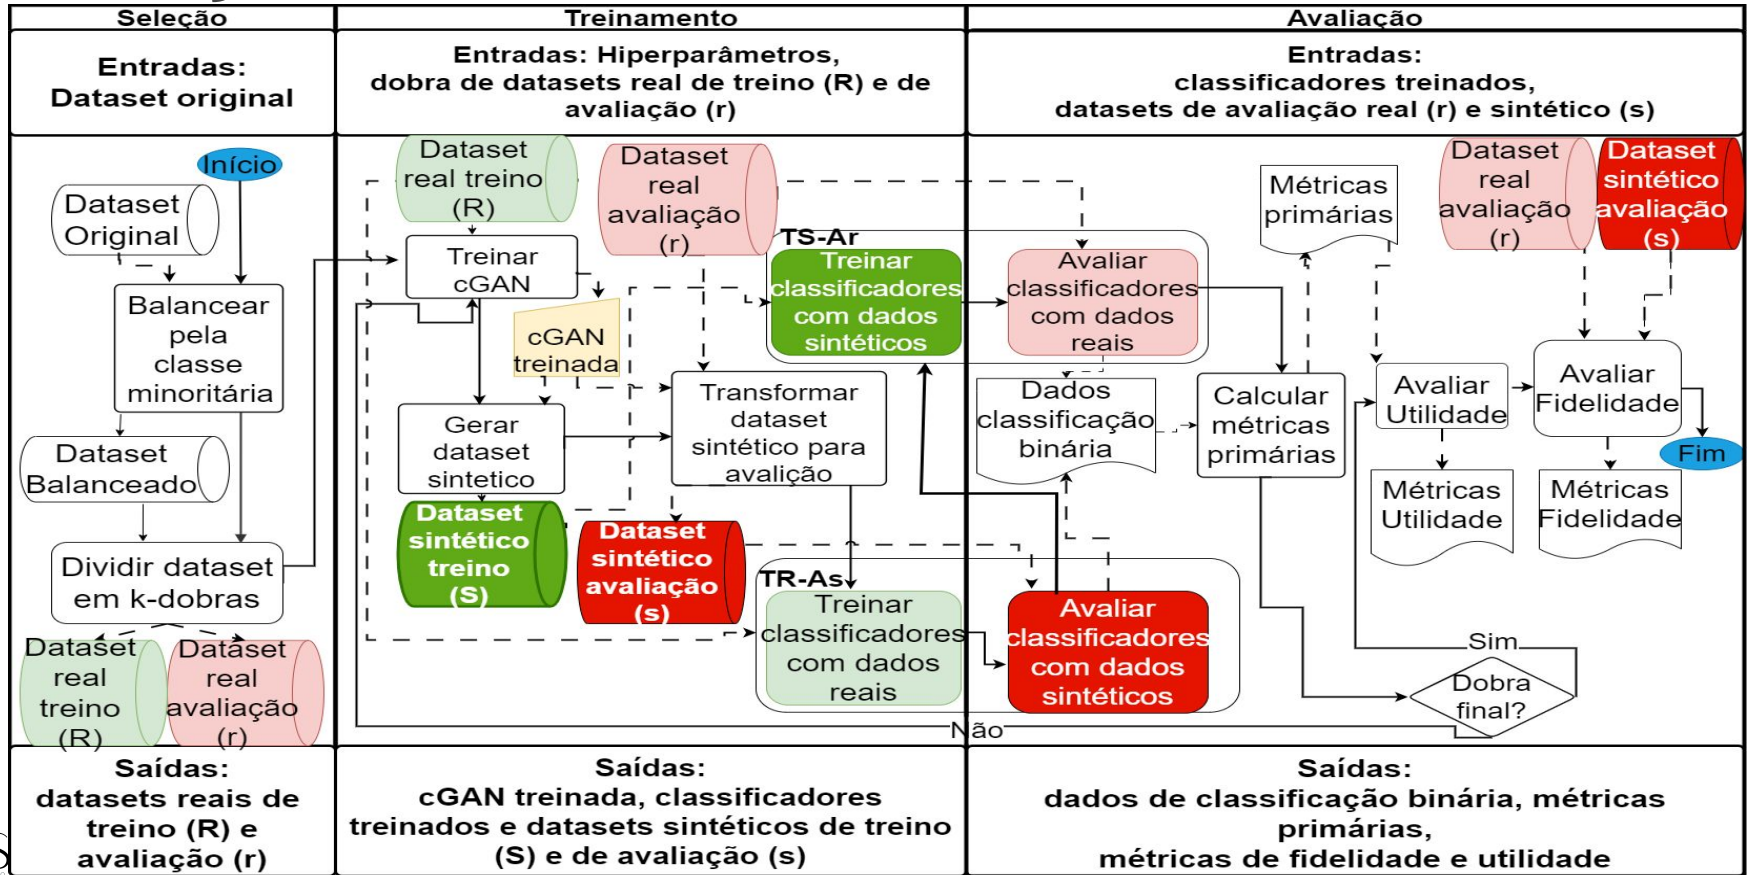 Seleção
Treinamento
Avaliação
Entradas:
Dataset original
Entradas: Hiperparâmetros,
dobra de datasets real de treino (R) e de
avaliação (r)
Entradas:
classificadores treinados,
datasets de avaliação real (r) e sintético (s)
Início
Dataset
Original
Balancear
pela
classe
minoritária
Dataset
Balanceado
Dividir dataset
em k-dobras
Dataset
real
treino
(R)
Dataset
real
avaliação
(r)
Dataset
real treino
(R)
Dataset
real
avaliação
(r)
Treinar
cGAN
cGAN
treinada
Gerar
dataset
sintetico
Transformar
dataset
sintético para
avalição
Dataset
sintético
treino
(S)
Dataset
sintético
avaliação
(s)
TS-Ar
Treinar
classificadores
com dados
sintéticos
Avaliar
classificadores
com dados
reais
Dados
classificação
binária
TR-As
Treinar
classificadores
com dados
reais
Avaliar
classificadores
com dados
sintéticos
Métricas
primárias
Calcular
métricas
primárias
Dataset
real
avaliação
(r)
Dataset
sintético
avaliação
(s)
Avaliar
Utilidade
Avaliar
Fidelidade
Fim
Métricas
Utilidade
Métricas
Fidelidade
Sim
Dobra
final?
Não
Saídas:
datasets reais de
treino (R) e
avaliação (r)
Saídas:
cGAN treinada, classificadores
treinados e datasets sintéticos de treino
(S) e de avaliação (s)
Saídas:
dados de classificação binária, métricas
primárias,
métricas de fidelidade e utilidade